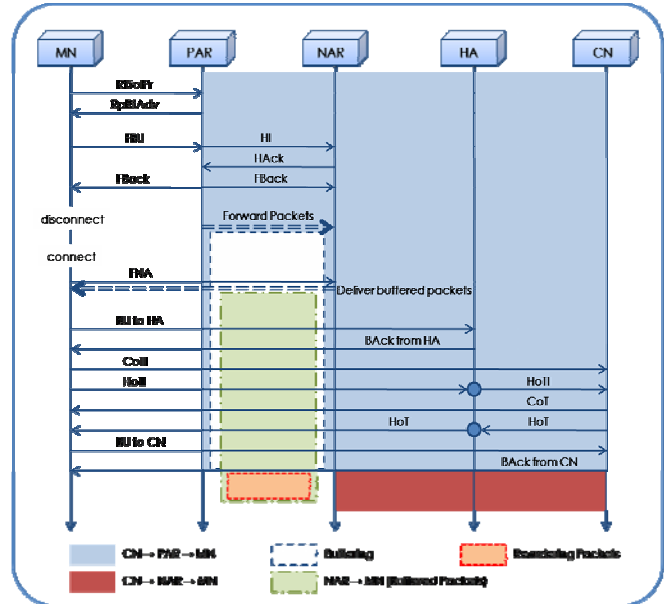 MN PAR NAR HA CN
RtSolPr
PrRtAdv
FBU HI
HAck
FBack FBack
disconnect
Forward Packets
connect
FNA
Deliver buffered packets
BU to HA
BAck from HA
CoTI
HoTI HoTI
CoT
HoT HoT
BU to CN
BAck from CN
CN→ PAR→ MN Buffering Reordering Packets
CN→ NAR→ MN NAR→ MN (Buffered Packets)